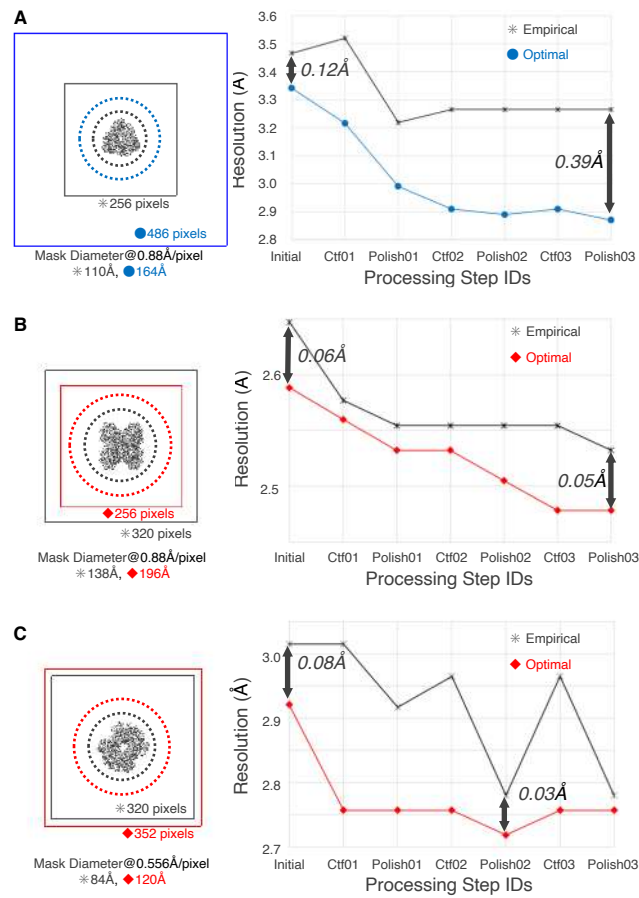 A
256 pixels
486 pixels
Mask Diameter@0.88Å/pixel
110Å, 164Å
Resolution (A)
3.6
3.5
3.4
3.3
3.2
3.1
3.0
2.9
2.8
Empirical
Optimal
0.12Å
0.39Å
Initial Ctf01 Polish01 Ctf02 Polish02 Ctf03 Polish03
Processing Step IDs
B
256 pixels
320 pixels
Mask Diameter@0.88Å/pixel
138Å, 196Å
Resolution (A)
2.6
2.5
Empirical
Optimal
0.06Å
0.05Å
Initial Ctf01 Polish01 Ctf02 Polish02 Ctf03 Polish03
Processing Step IDs
C
320 pixels
352 pixels
Mask Diameter@0.556Å/pixel
84Å, 120Å
Resolution (Å)
3.0
2.9
2.8
2.7
Empirical
Optimal
0.08Å
0.03Å
Initial Ctf01 Polish01 Ctf02 Polish02 Ctf03 Polish03
Processing Step IDs